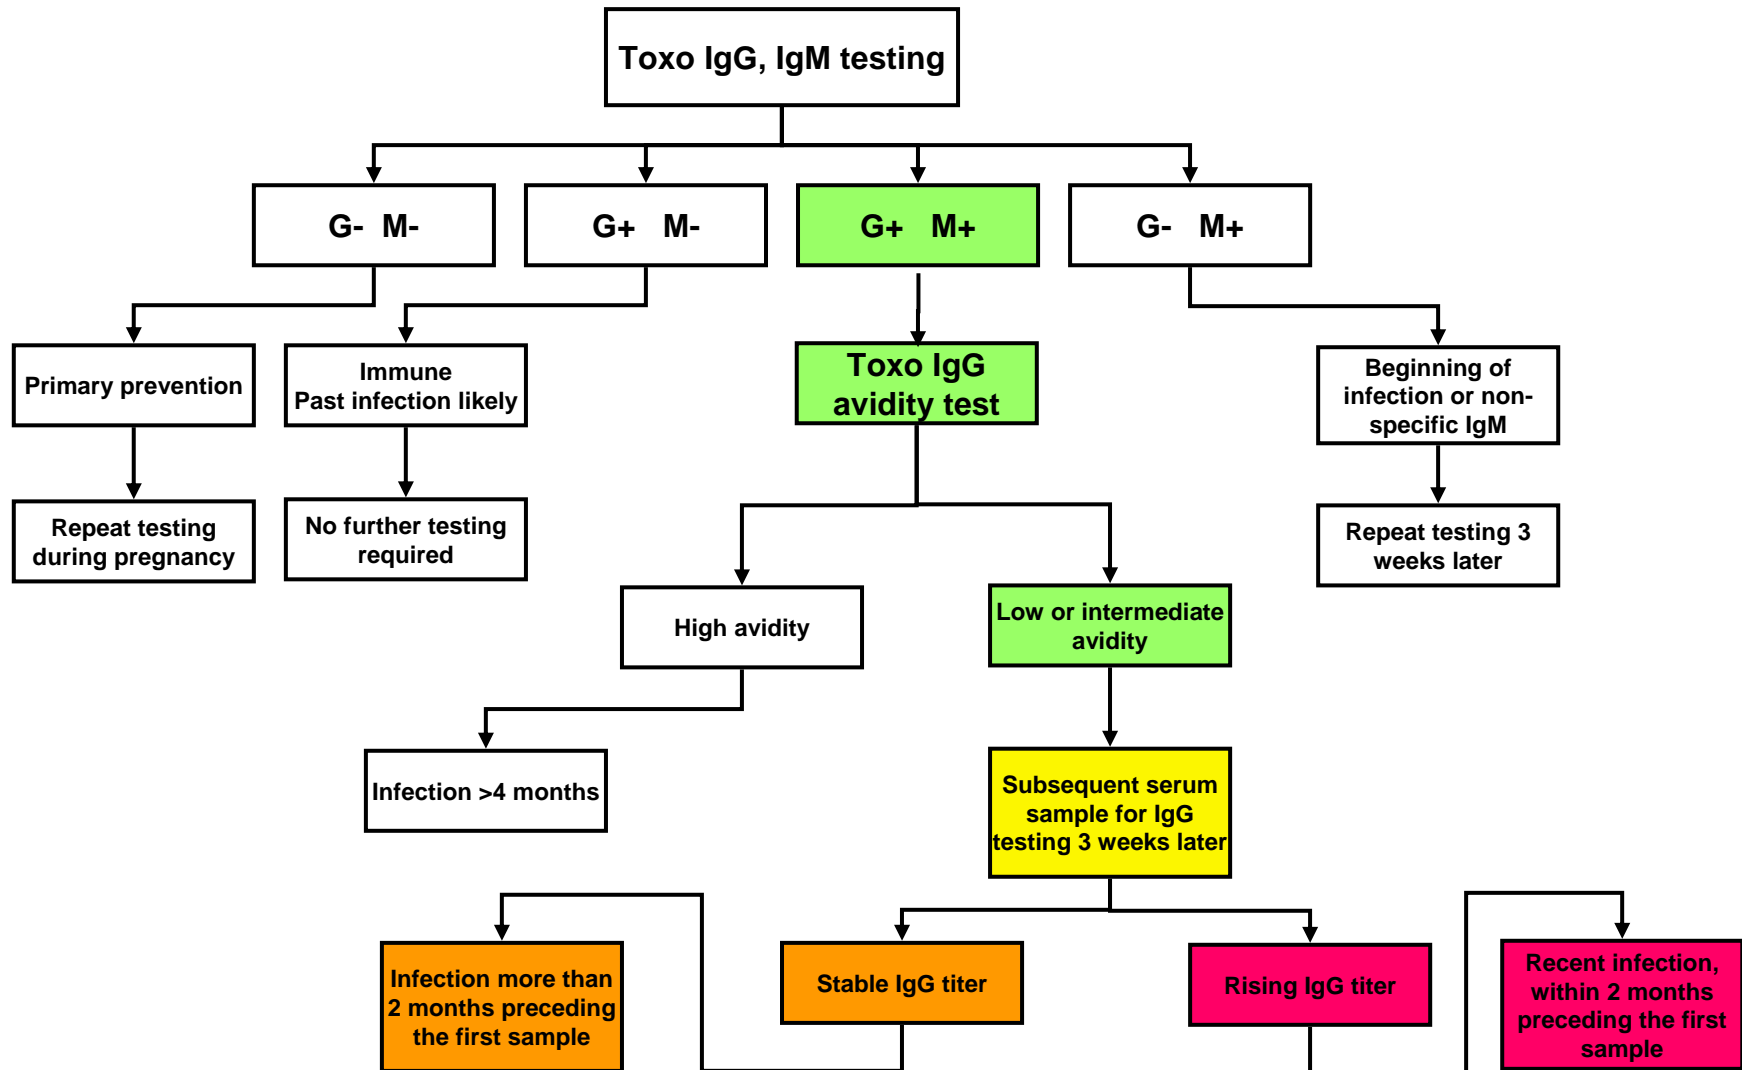 Toxo IgG, IgM testing
G- M-
G+ M-
G+ M+
G- M+
Primary prevention
Immune
Past infection likely
Toxo IgG
avidity test
Beginning of
infection or non-
specific IgM
Repeat testing
during pregnancy
No further testing
required
Repeat testing 3
weeks later
High avidity
Low or intermediate
avidity
Infection >4 months
Subsequent serum
sample for IgG
testing 3 weeks later
Infection more than
2 months preceding
the first sample
Stable IgG titer
Rising IgG titer
Recent infection,
within 2 months
preceding the first
sample